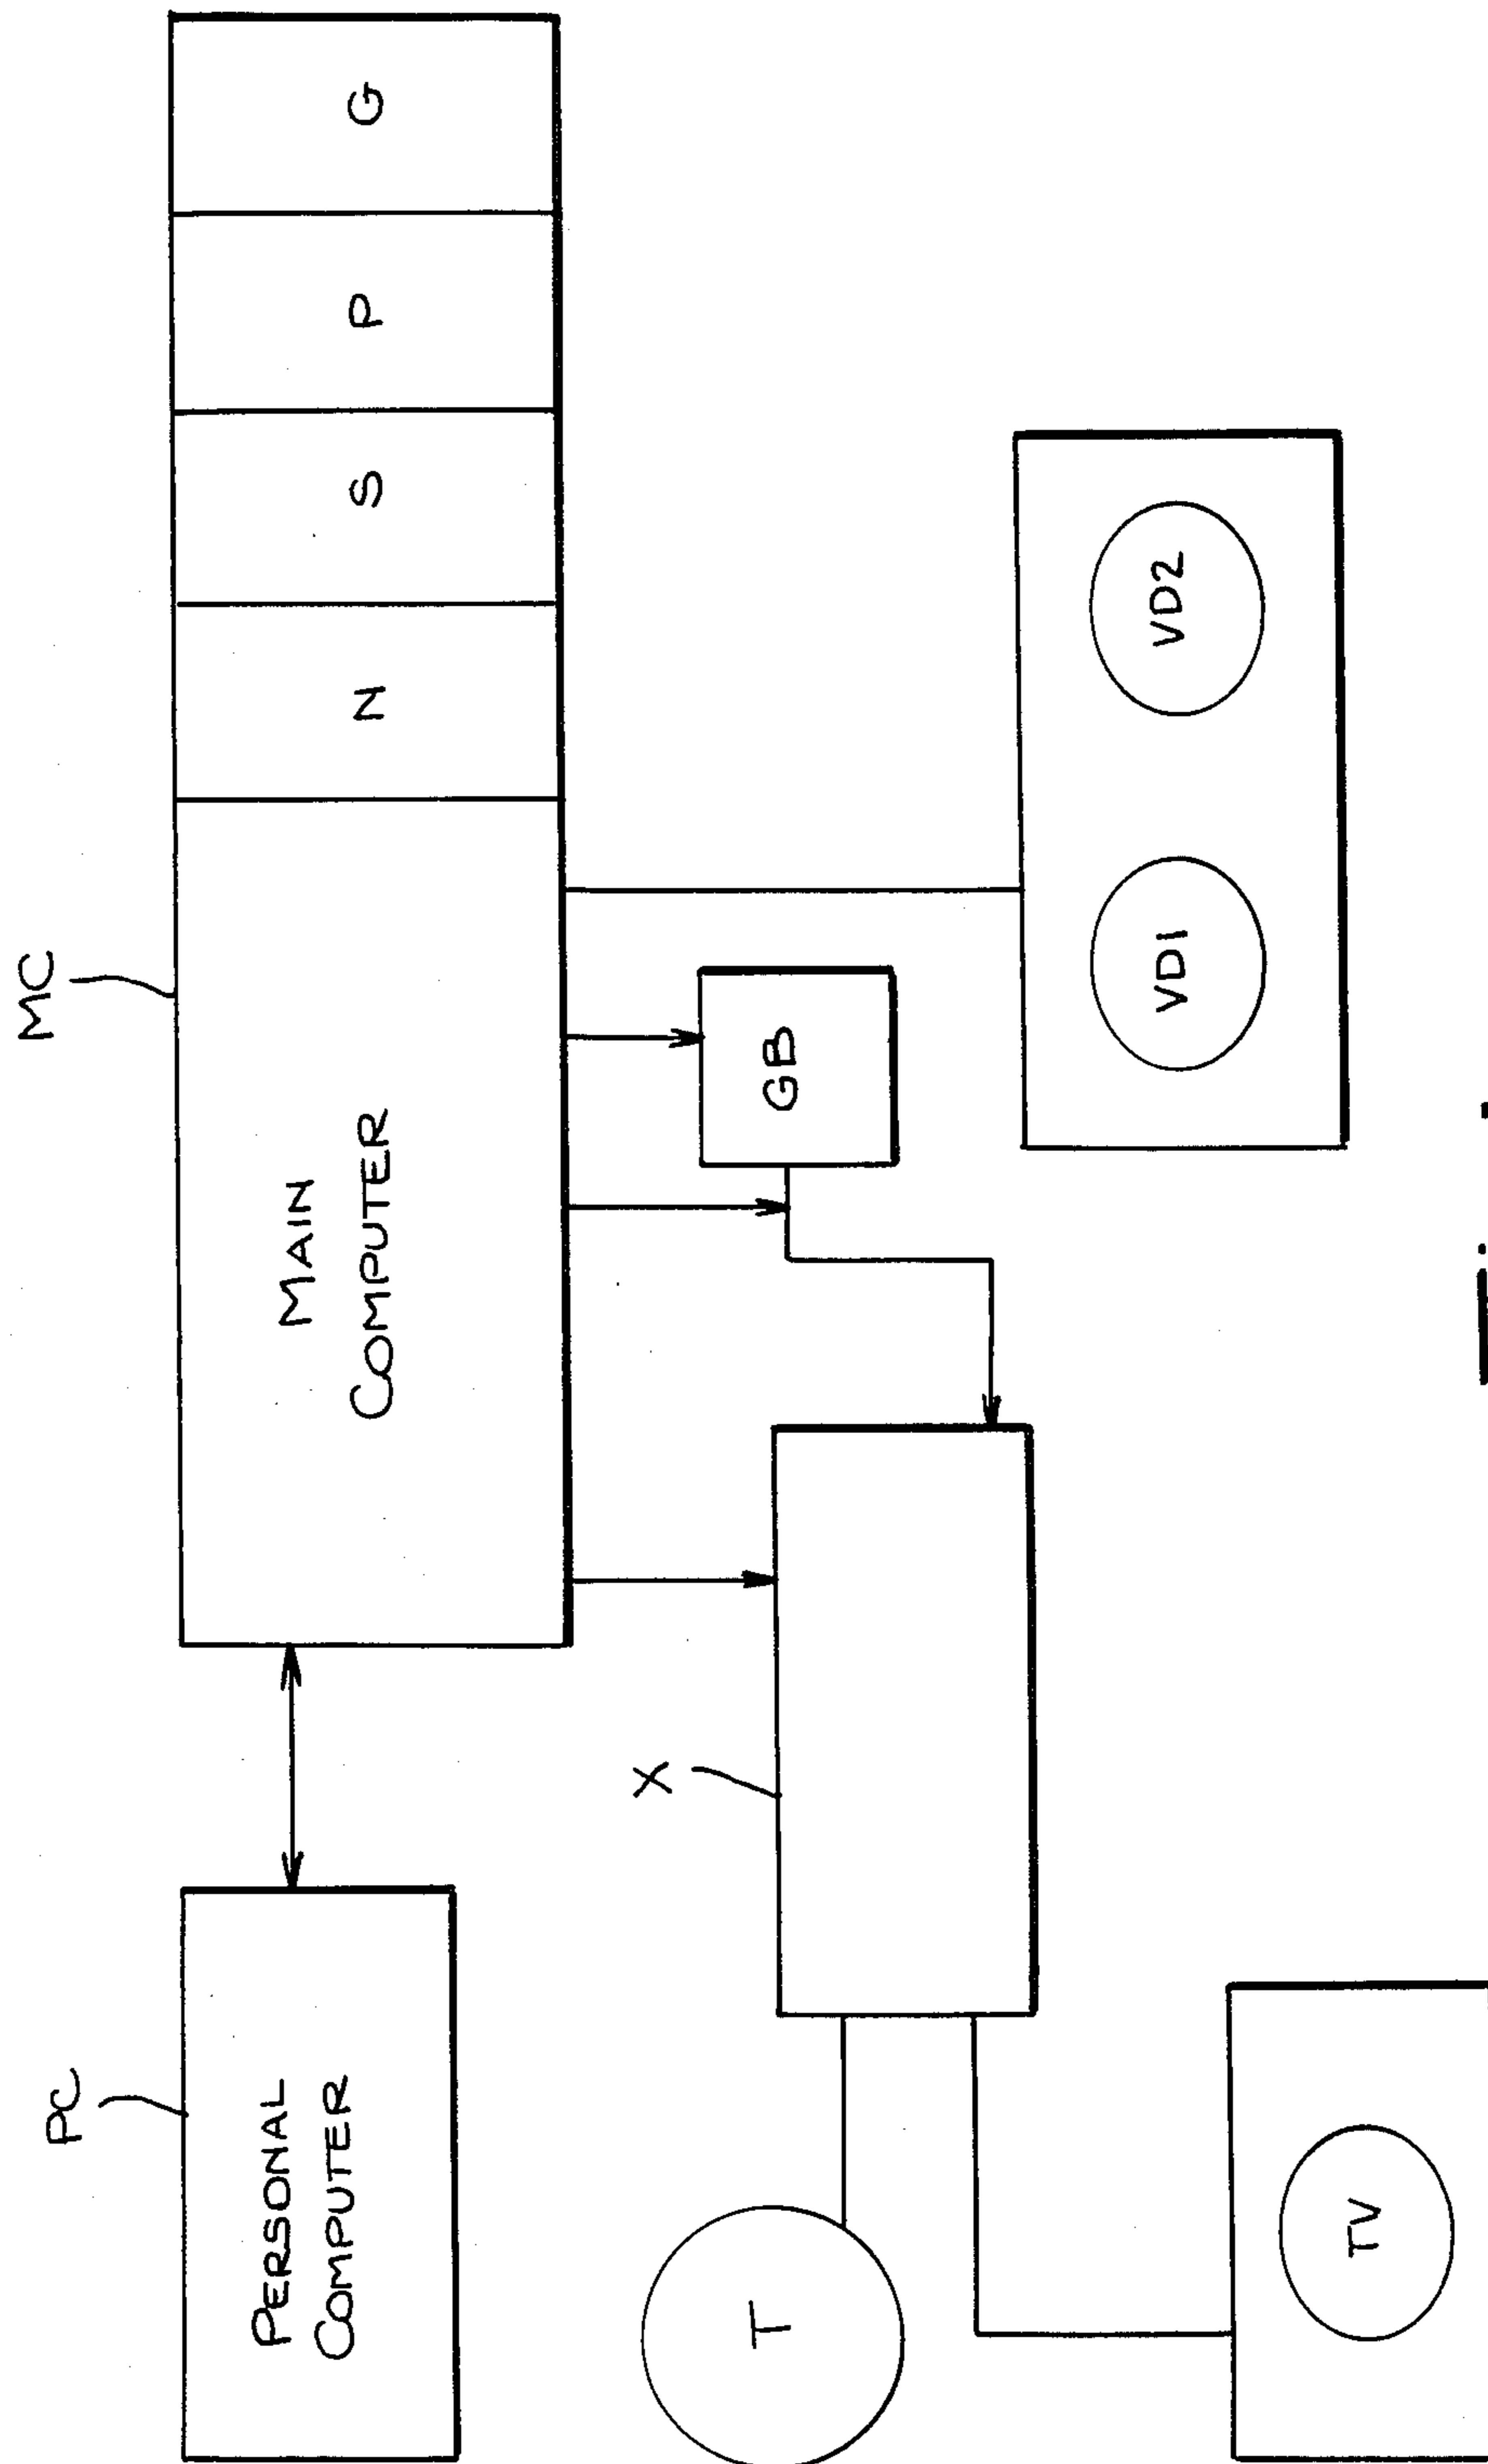 MC
MAIN
COMPUTER
N
S
P
G
PC
PERSONAL
COMPUTER
X
GB
T
VD1
VD2
TV